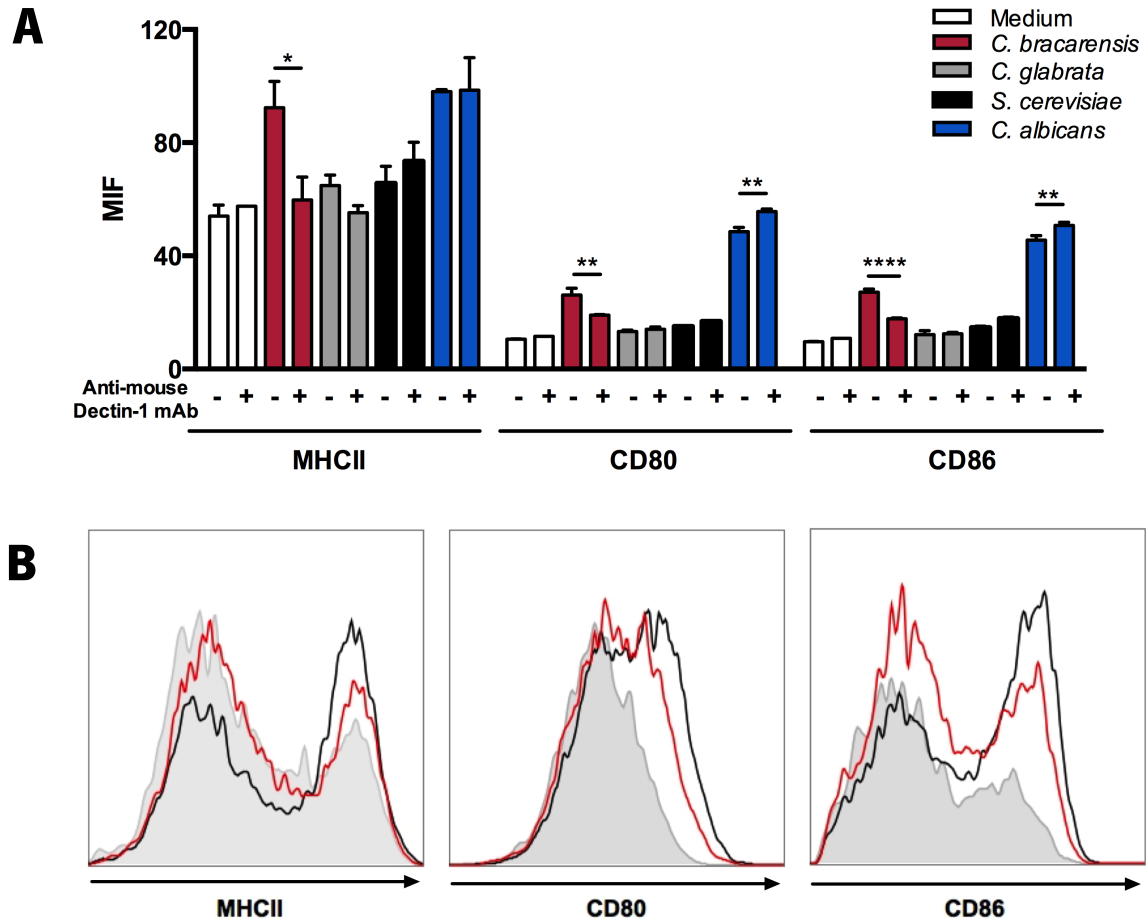 A
120
80
40
0
MIF
Medium
C. bracarensis
C. glabrata
S. cerevisiae
C. albicans
*
**
**
****
**
Anti-mouse
Dectin-1 mAb
- + - + - + - + - + - + - + - + - + - + - + - + - + - + - +
MHCII CD80 CD86
B
MHCII CD80 CD86